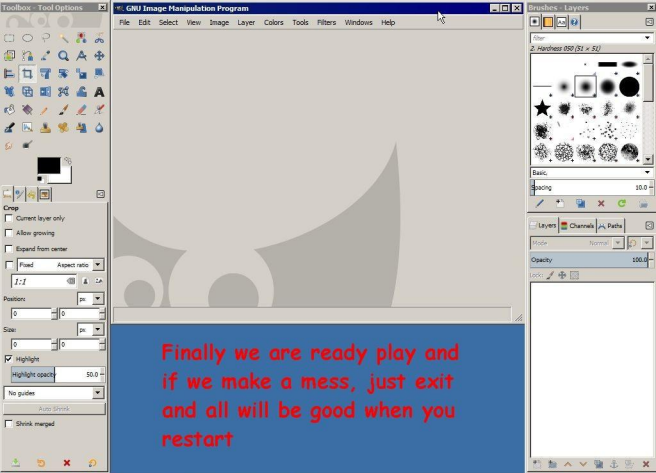 Toolbox - Tool Options
GNU Image Manipulation Program
Brushes - Layers
File Edit Select View Image Layer Colors Tools Filters Windows Help
filter
2. Hardness 050 (51 × 51)
Basic,
Spacing 10.0
Crop
Current layer only
Allow growing
Expand from center
Fixed Aspect ratio
1:1
Position: px
0 0
Size: px
0 0
Highlight
Highlight opacity 50.0
No guides
Auto Shrink
Shrink merged
Layers Channels Paths
Mode Normal
Opacity 100.0
Lock:
Finally we are ready play and
if we make a mess, just exit
and all will be good when you
restart